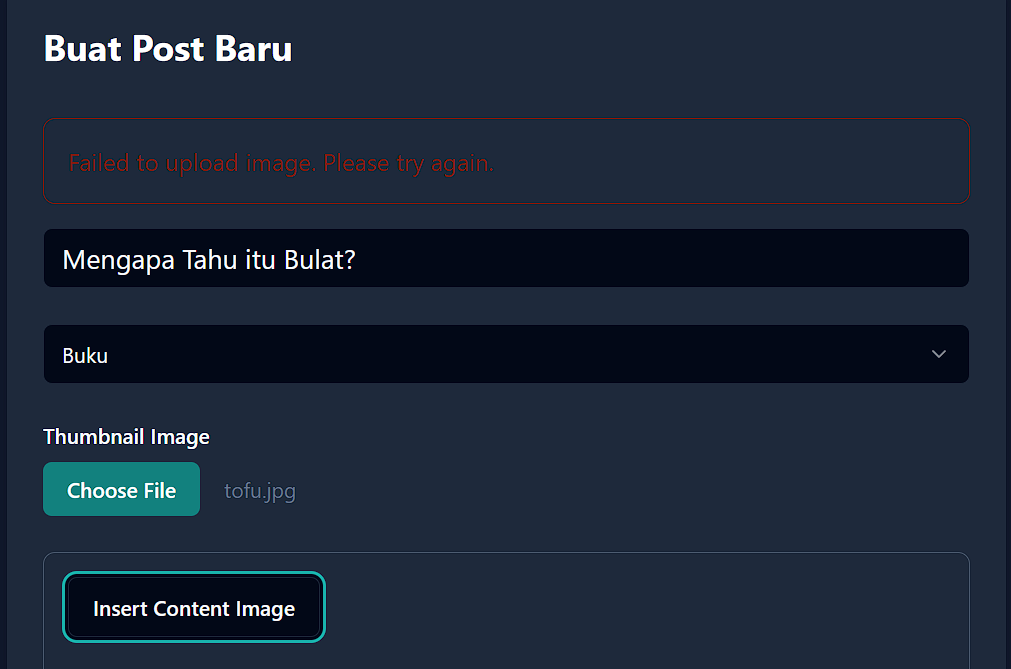 Buat Post Baru
Failed to upload image. Please try again.
Mengapa Tahu itu Bulat?
Buku
Thumbnail Image
Choose File tofu.jpg
Insert Content Image